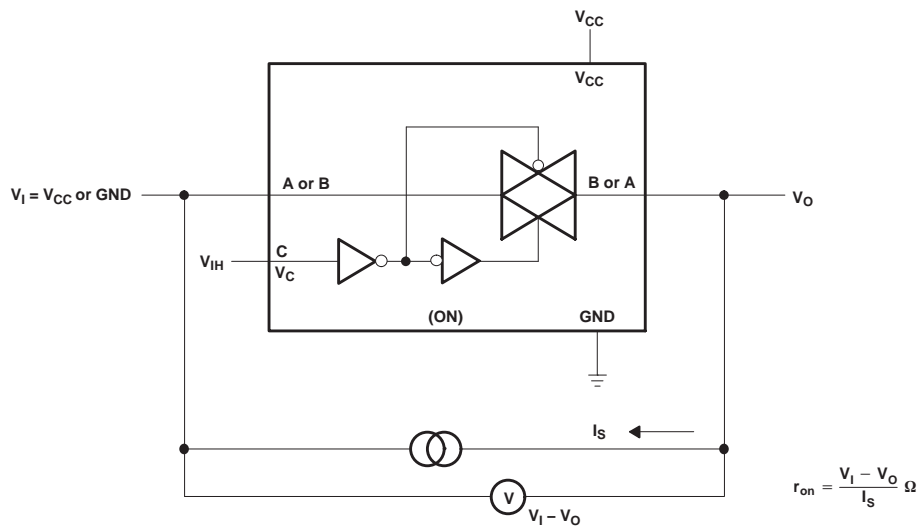 VCC
VCC
VI = VCC or GND
A or B
B or A
VO
VIH
C
VC
(ON)
GND
IS
V
VI – VO
ron = VI – VO / IS Ω